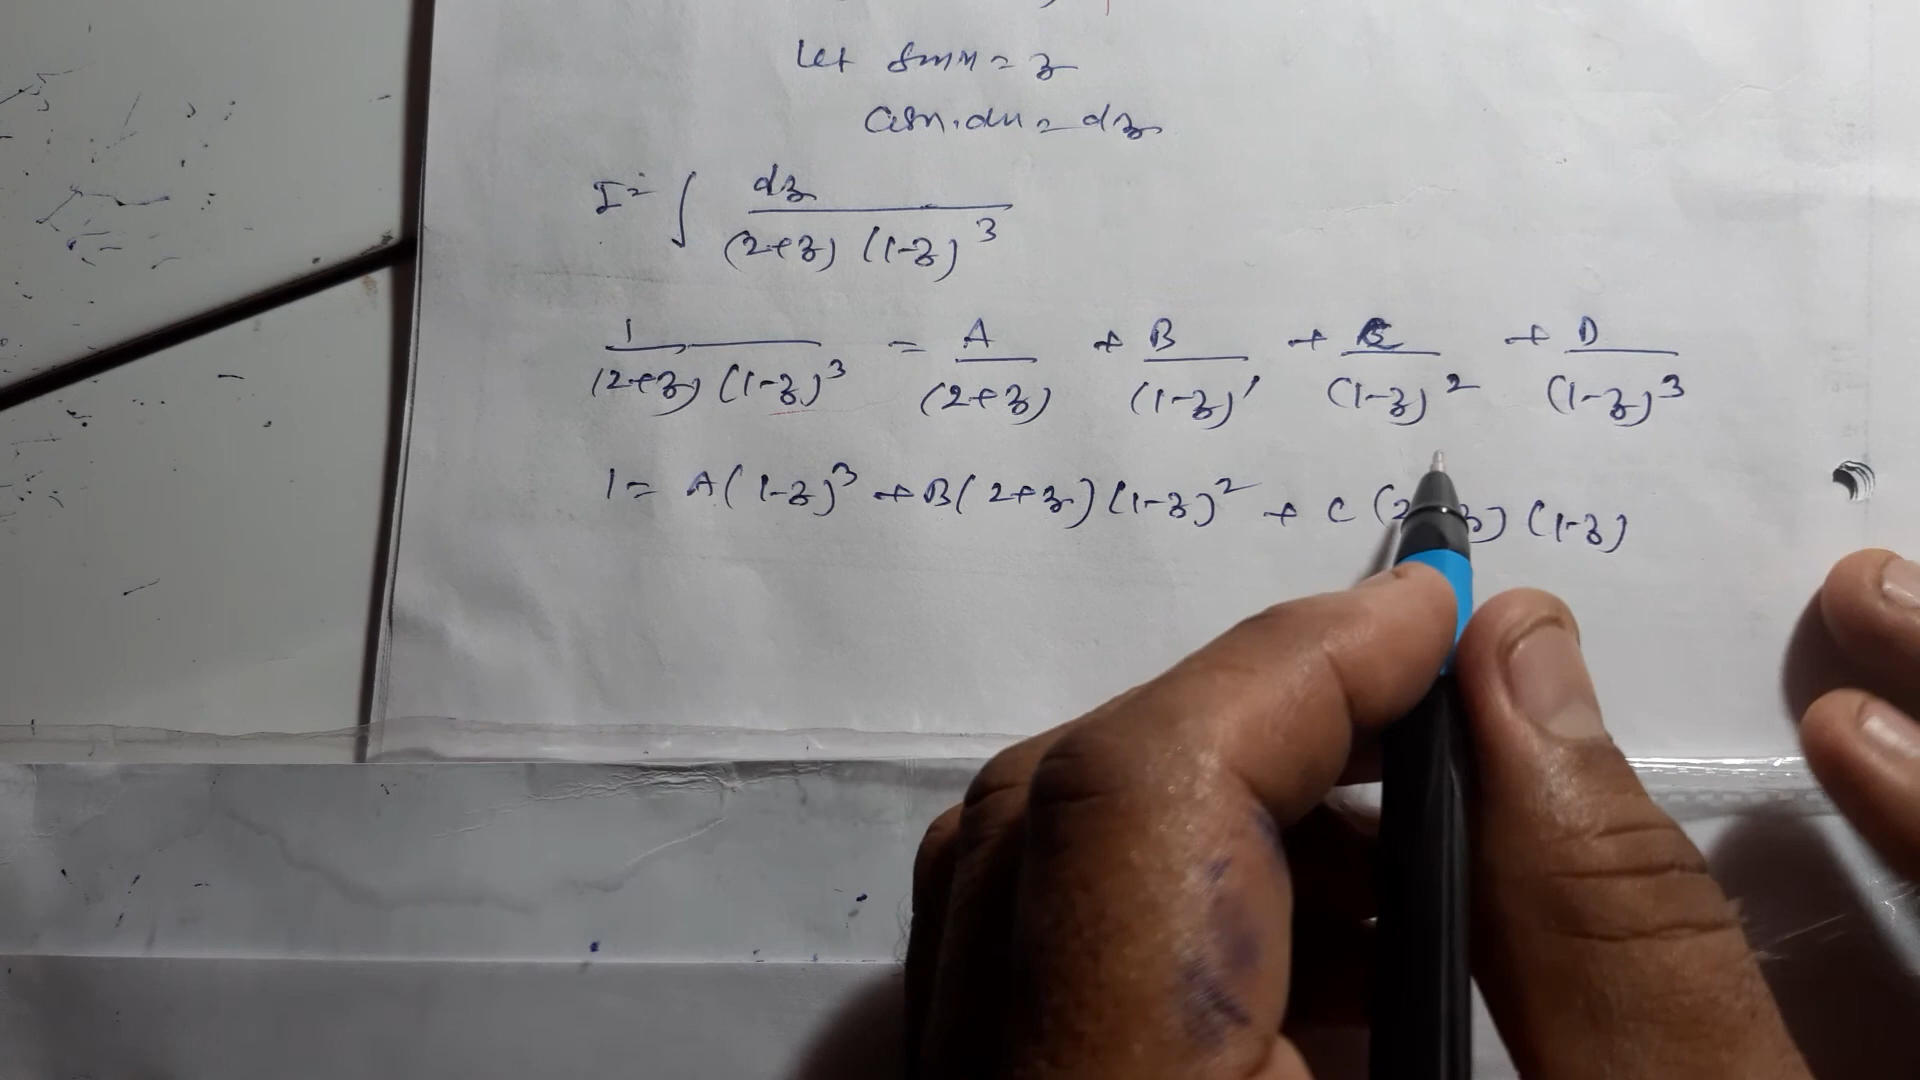 Let sinx = z
cosx.dx = dz
I = ∫ dz / (2+z) (1-z)^3
1 / (2+z) (1-z)^3 = A / (2+z) + B / (1-z)^1 + C / (1-z)^2 + D / (1-z)^3
1 = A(1-z)^3 + B(2+z)(1-z)^2 + C(2+z)(1-z)